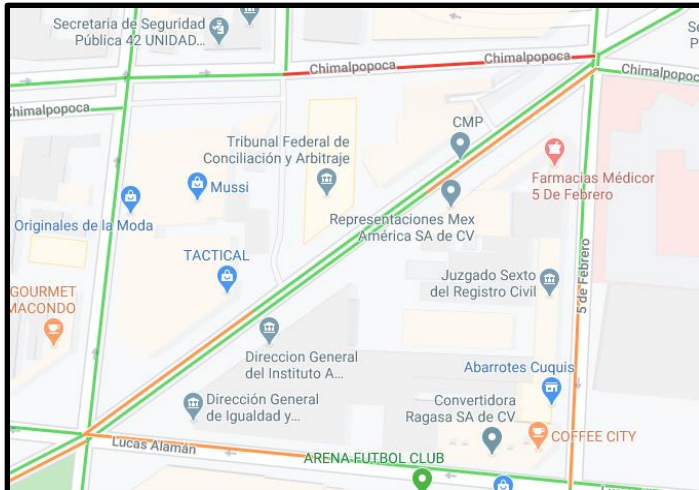 Secretaria de Seguridad
Pública 42 UNIDAD...
Chimalpopoca
Chimalpopoca
Chimalpopoca
Chimalpopoca
CMP
Tribunal Federal de
Conciliación y Arbitraje
Mussi
Farmacias Médicor
5 De Febrero
Originales de la Moda
Representaciones Mex
América SA de CV
TACTICAL
5 de Febrero
Juzgado Sexto
del Registro Civil
GOURMET
MACONDO
Direccion General
del Instituto A...
Abarrotes Cuquis
Dirección General
de Igualdad y...
Convertidora
Ragasa SA de CV
COFFEE CITY
Lucas Alamán
ARENA FUTBOL CLUB